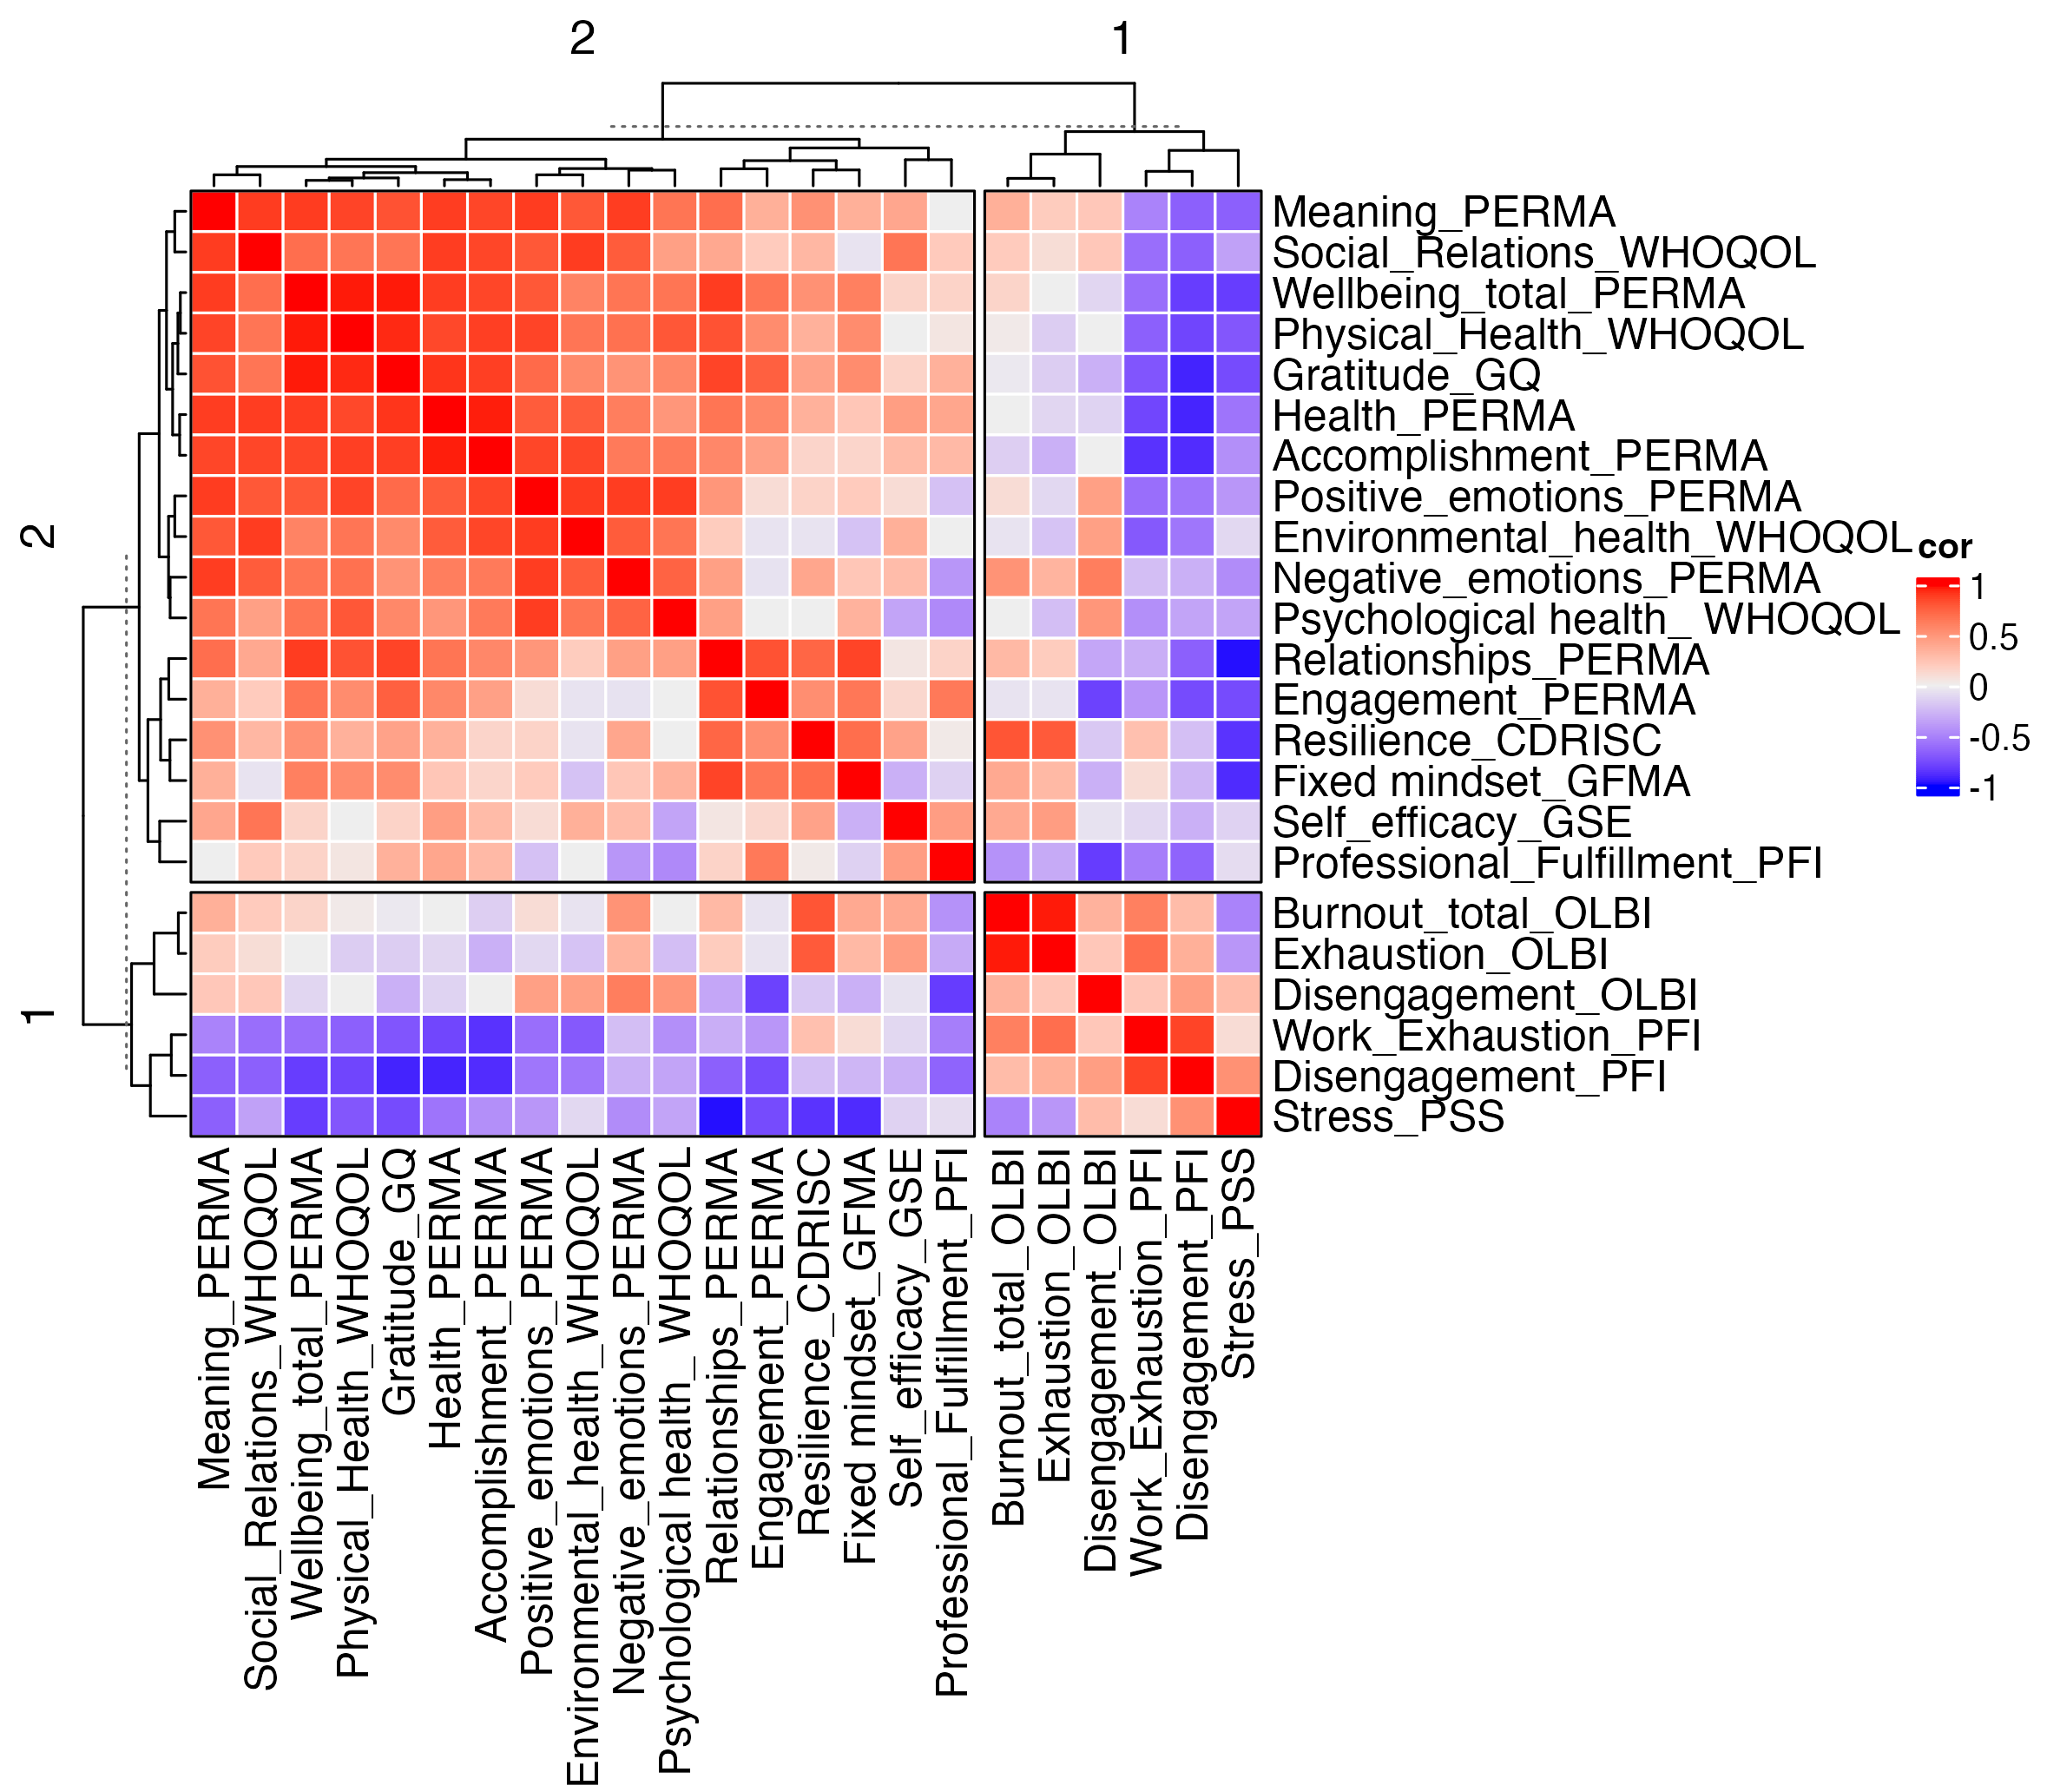 2 1
2
1
Meaning_PERMA
Social_Relations_WHOQOL
Wellbeing_total_PERMA
Physical_Health_WHOQOL
Gratitude_GQ
Health_PERMA
Accomplishment_PERMA
Positive_emotions_PERMA
Environmental_health_WHOQOL
Negative_emotions_PERMA
Psychological health_ WHOQOL
Relationships_PERMA
Engagement_PERMA
Resilience_CDRISC
Fixed mindset_GFMA
Self_efficacy_GSE
Professional_Fulfillment_PFI
Burnout_total_OLBI
Exhaustion_OLBI
Disengagement_OLBI
Work_Exhaustion_PFI
Disengagement_PFI
Stress_PSS
cor
1
0.5
0
-0.5
-1
Meaning_PERMA
Social_Relations_WHOQOL
Wellbeing_total_PERMA
Physical_Health_WHOQOL
Gratitude_GQ
Health_PERMA
Accomplishment_PERMA
Positive_emotions_PERMA
Environmental_health_WHOQOL
Negative_emotions_PERMA
Psychological health_ WHOQOL
Relationships_PERMA
Engagement_PERMA
Resilience_CDRISC
Fixed mindset_GFMA
Self_efficacy_GSE
Professional_Fulfillment_PFI
Burnout_total_OLBI
Exhaustion_OLBI
Disengagement_OLBI
Work_Exhaustion_PFI
Disengagement_PFI
Stress_PSS